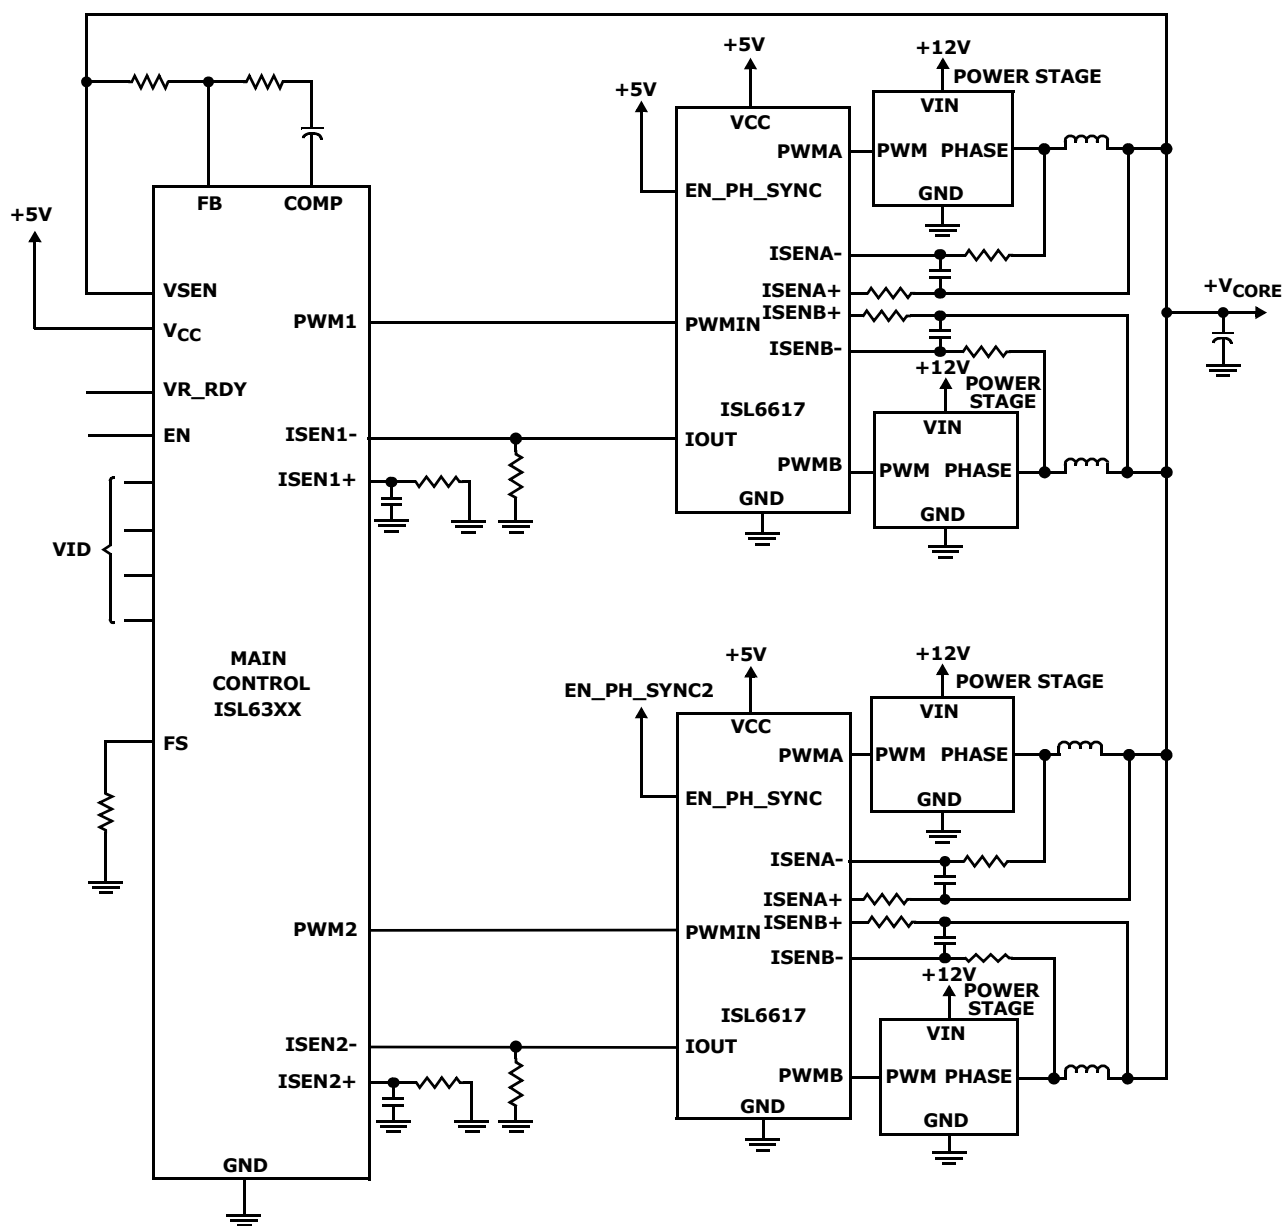 +5V
+12V
POWER STAGE
+5V
VCC
VIN
PWMA
PWM PHASE
EN_PH_SYNC
GND
FB COMP
+5V
ISENA-
VSEN
ISENA+
+VCORE
ISENB+
PWM1
PWMIN
VCC
ISENB-
+12V
POWER
STAGE
VR_RDY
ISL6617
VIN
EN
ISEN1-
IOUT
PWMB
PWM PHASE
ISEN1+
GND
GND
VID
MAIN
CONTROL
ISL63XX
+5V
+12V
POWER STAGE
EN_PH_SYNC2
VIN
VCC
FS
PWMA
PWM PHASE
EN_PH_SYNC
GND
ISENA-
ISENA+
ISENB+
PWM2
PWMIN
ISENB-
+12V
POWER
STAGE
ISL6617
VIN
ISEN2-
IOUT
PWMB
PWM PHASE
ISEN2+
GND
GND
GND